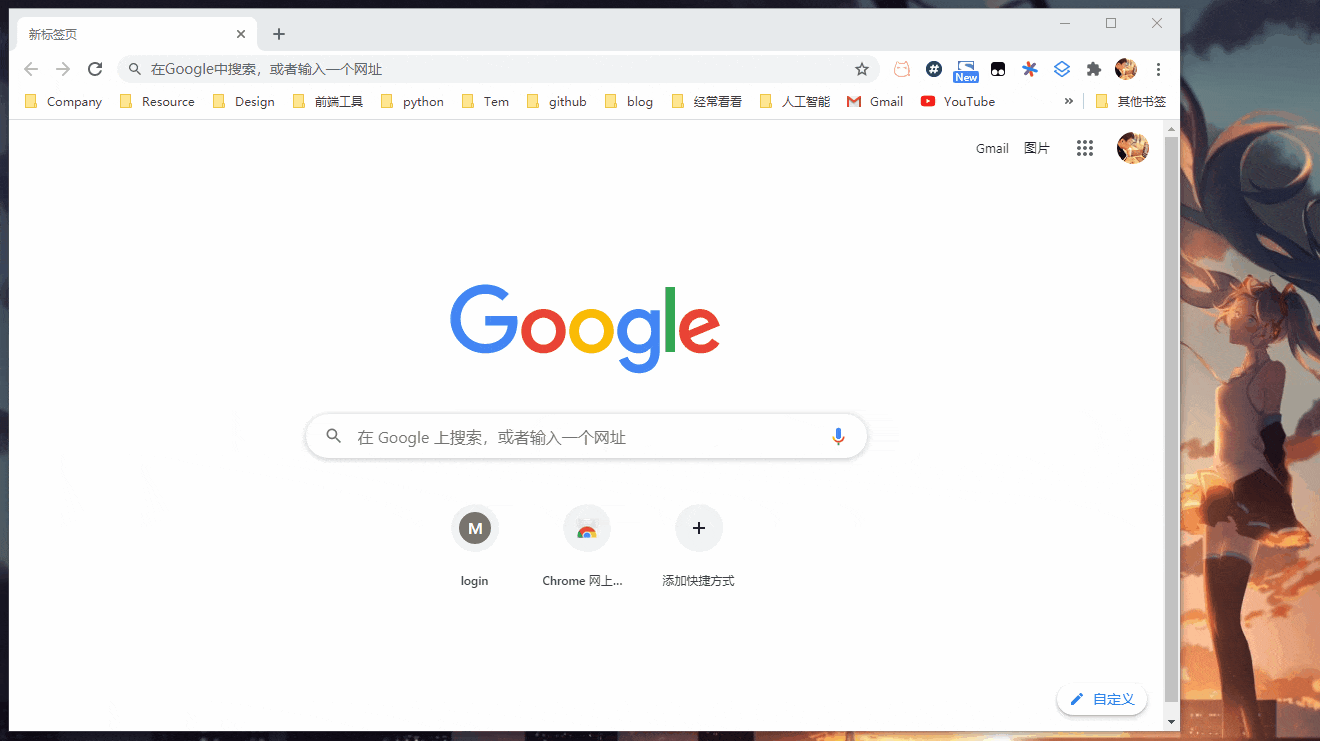 新标签页
在Google中搜索，或者输入一个网址
New
Company Resource Design 前端工具 python Tem github blog 经常看看 人工智能 Gmail YouTube » 其他书签
Gmail 图片
Google
在 Google 上搜索，或者输入一个网址
M
login Chrome 网上... 添加快捷方式
自定义